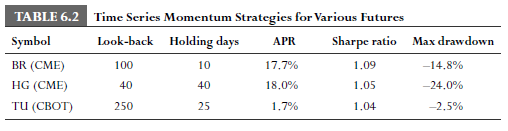 TABLE 6.2 Time Series Momentum Strategies for Various Futures
Symbol Look-back Holding days APR Sharpe ratio Max drawdown
BR (CME) 100 10 17.7% 1.09 –14.8%
HG (CME) 40 40 18.0% 1.05 –24.0%
TU (CBOT) 250 25 1.7% 1.04 –2.5%